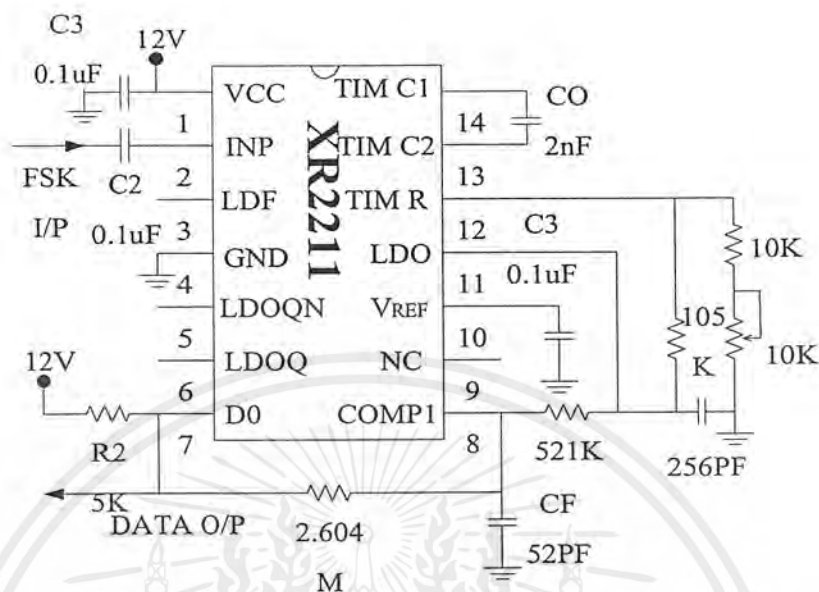 C3
12V
0.1uF
VCC
TIM C1
CO
1
14
2nF
INP
TIM C2
FSK
C2
2
13
LDF
TIM R
I/P
0.1uF
3
12
C3
10K
GND
LDO
0.1uF
4
11
LDOQN
VREF
105
K
10K
5
10
LDOQ
NC
12V
6
9
D0
COMP1
R2
7
8
521K
256PF
5K
DATA O/P
2.604
M
CF
52PF
XR2211